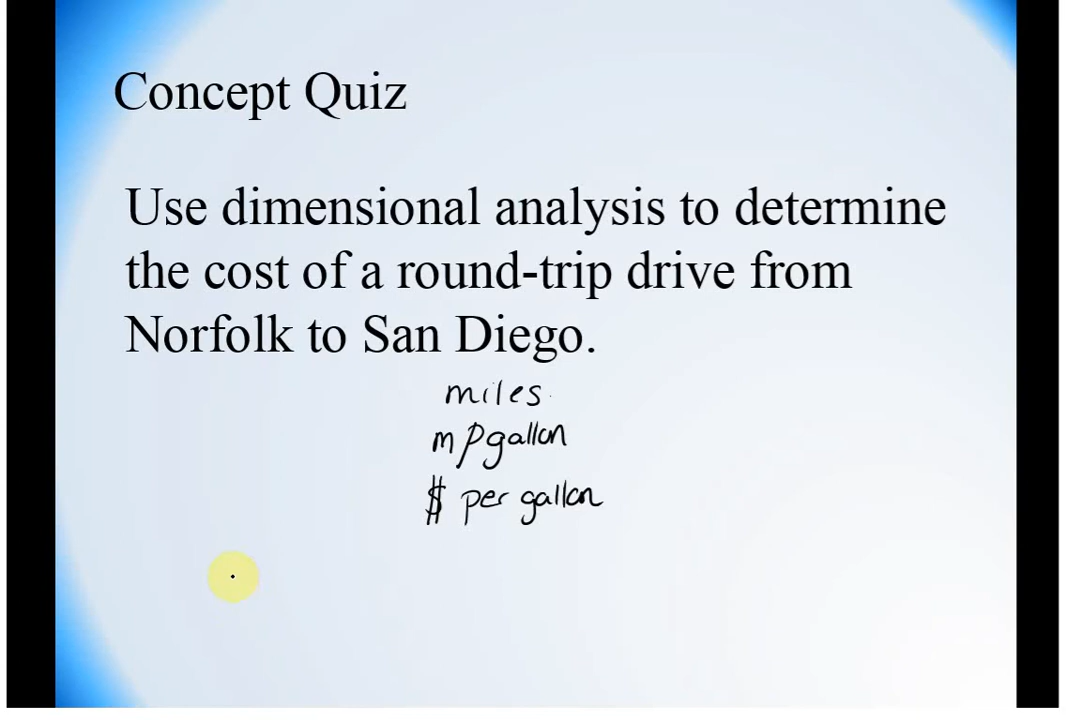 Concept Quiz
Use dimensional analysis to determine
the cost of a round-trip drive from
Norfolk to San Diego.
miles
mpgallon
$ per gallon